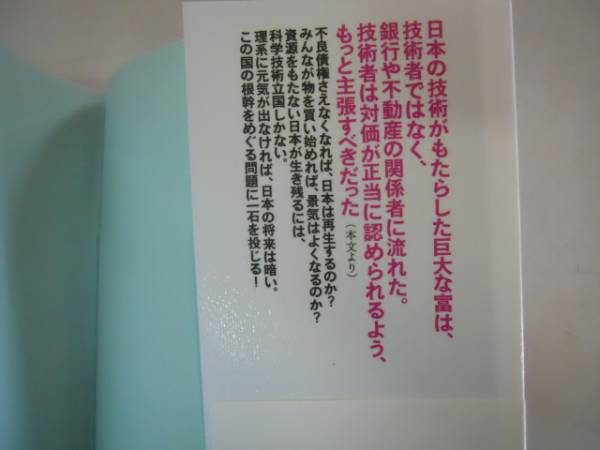 日本の技術がもたらした巨大な富は、
技術者ではなく、
銀行や不動産の関係者に流れた。
技術者は対価が正当に認められるよう、
もっと主張すべきだった（本文より）
不良債権さえなくなれば、日本は再生するのか？
みんなが物を買い始めれば、景気はよくなるのか？
資源をもたない日本が生き残るには、
科学技術立国しかない。
理系に元気が出なければ、日本の将来は暗い。
この国の根幹をめぐる問題に一石を投じる！